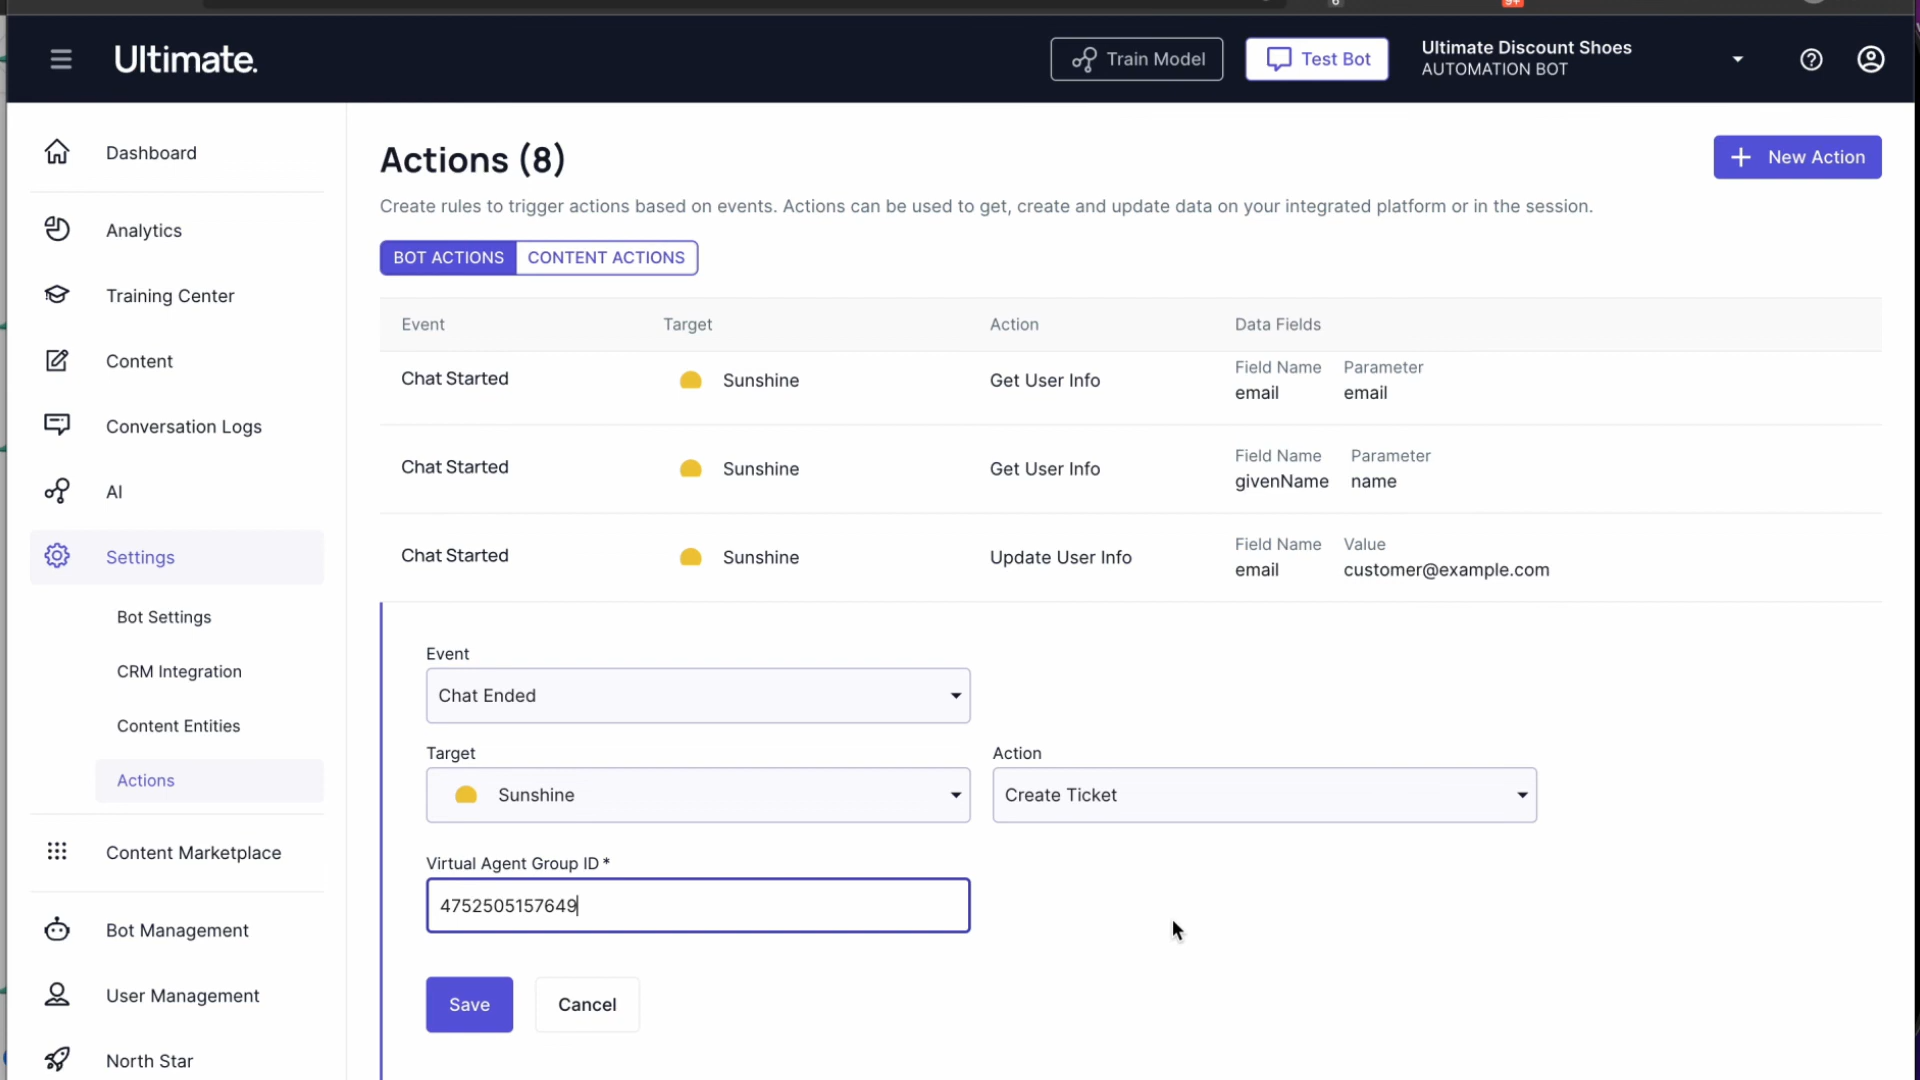 6
9+
Ultimate.
Train Model
Test Bot
Ultimate Discount Shoes
AUTOMATION BOT
Dashboard
Analytics
Training Center
Content
Conversation Logs
AI
Settings
Bot Settings
CRM Integration
Content Entities
Actions
Content Marketplace
Bot Management
User Management
North Star
Actions (8)
New Action
Create rules to trigger actions based on events. Actions can be used to get, create and update data on your integrated platform or in the session.
BOT ACTIONS CONTENT ACTIONS
Event Target Action Data Fields
Field Name Parameter
Chat Started Sunshine Get User Info
email email
Field Name Parameter
Chat Started Sunshine Get User Info
givenName name
Field Name Value
Chat Started Sunshine Update User Info
email customer@example.com
Event
Chat Ended
Target Action
Sunshine Create Ticket
Virtual Agent Group ID *
4752505157649
Save Cancel